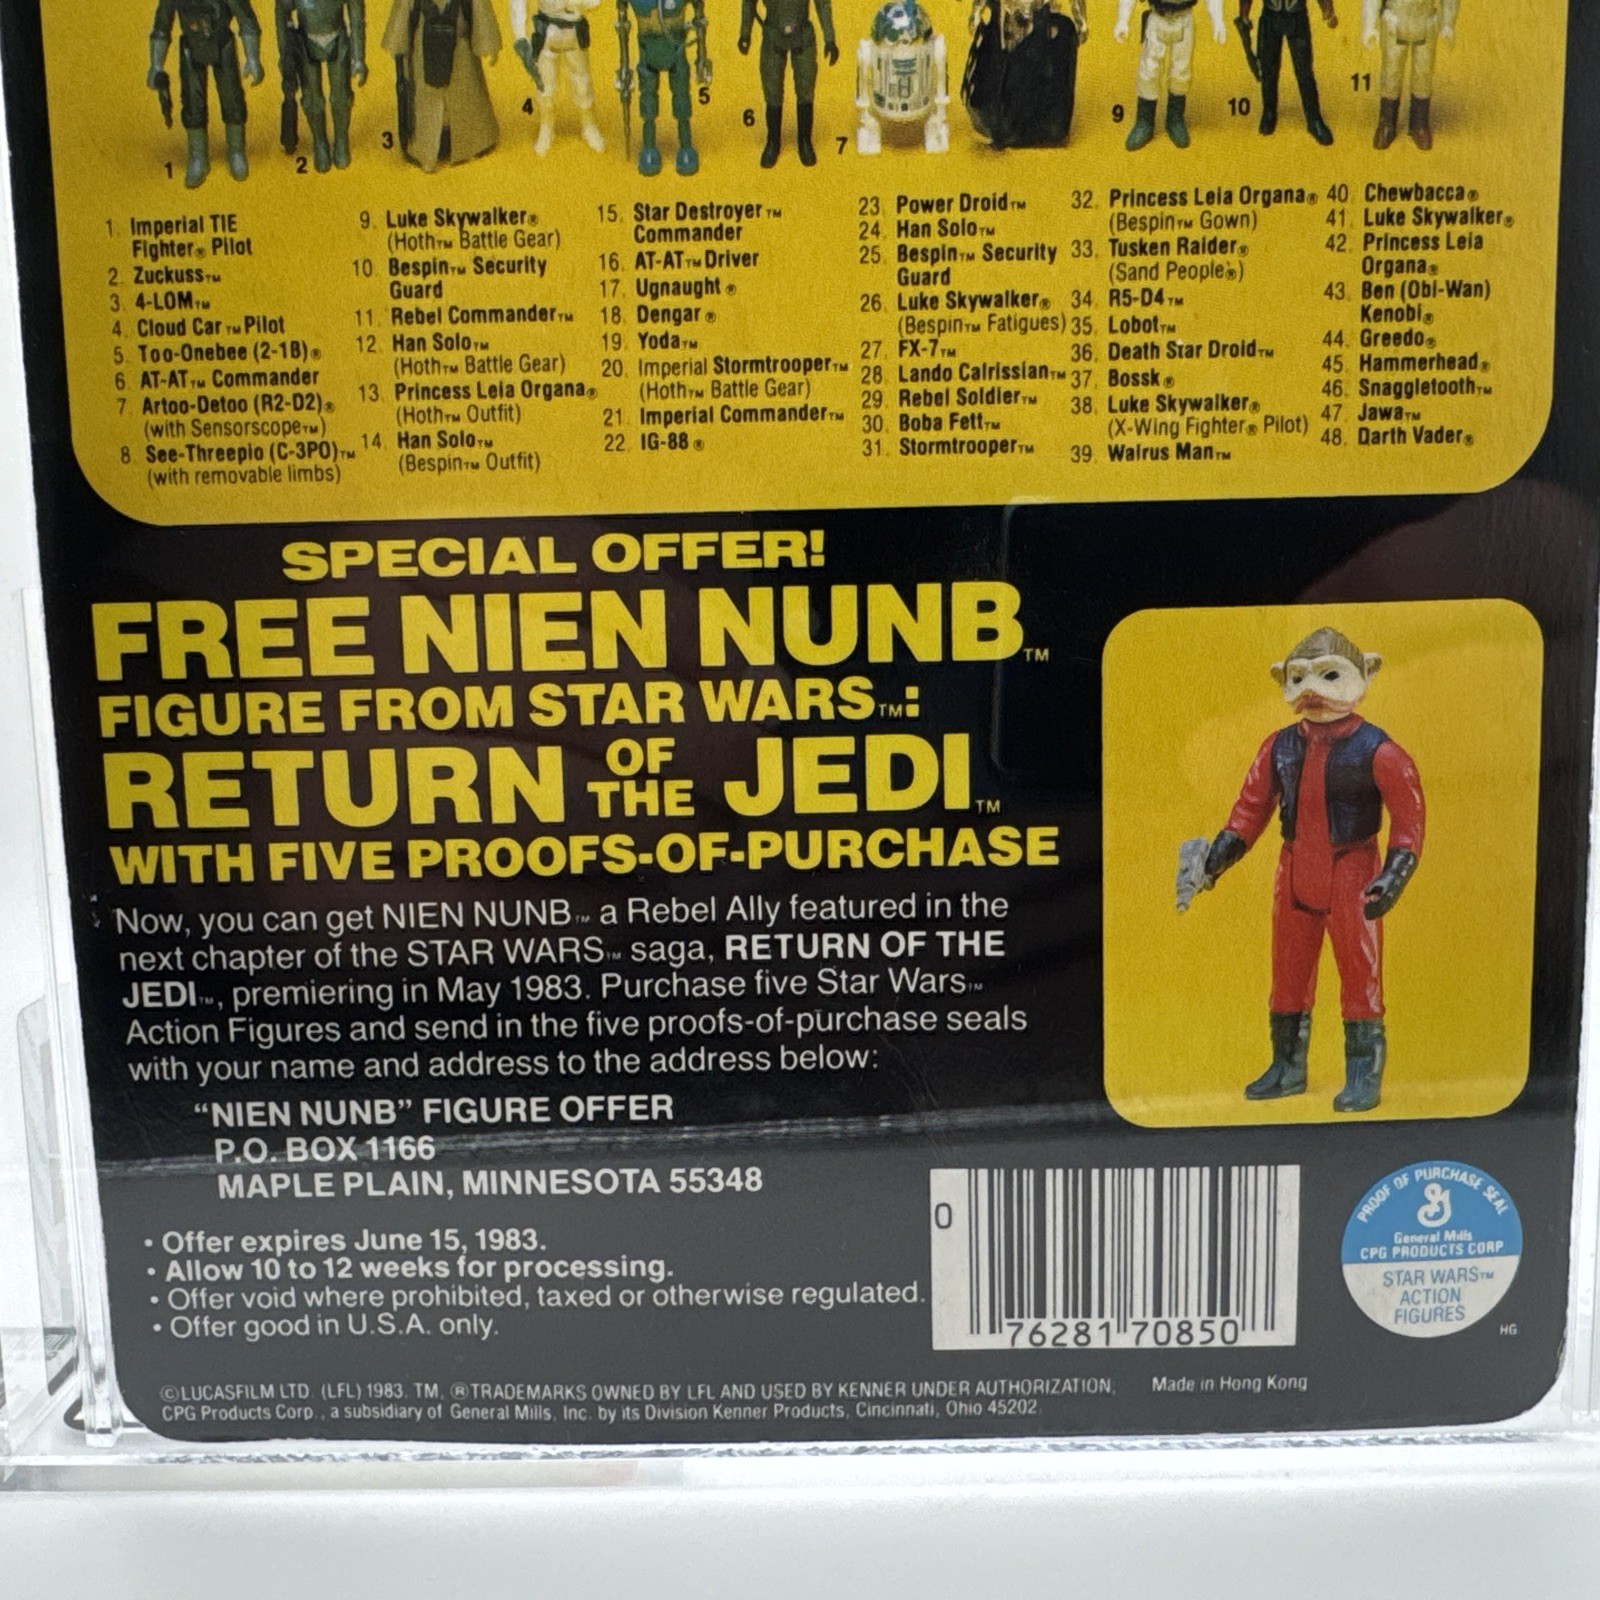 1
2
3
4
5
6
7
9
10
11
1. Imperial TIE
Fighter® Pilot
2. Zuckuss™
3. 4-LOM™
4. Cloud Car™ Pilot
5. Too-Onebee (2-1B)®
6. AT-AT™ Commander
7. Artoo-Detoo (R2-D2)®
(with Sensorscope™)
8. See-Threepio (C-3PO)™
(with removable limbs)
9. Luke Skywalker®
(Hoth™ Battle Gear)
10. Bespin™ Security
Guard
11. Rebel Commander™
12. Han Solo™
(Hoth™ Battle Gear)
13. Princess Leia Organa®
(Hoth™ Outfit)
14. Han Solo™
(Bespin™ Outfit)
15. Star Destroyer™
Commander
16. AT-AT™ Driver
17. Ugnaught®
18. Dengar®
19. Yoda™
20. Imperial Stormtrooper™
(Hoth™ Battle Gear)
21. Imperial Commander™
22. IG-88®
23. Power Droid™
24. Han Solo™
25. Bespin™ Security
Guard
26. Luke Skywalker®
(Bespin™ Fatigues)
27. FX-7™
28. Lando Calrissian™
29. Rebel Soldier™
30. Boba Fett™
31. Stormtrooper™
32. Princess Leia Organa®
(Bespin™ Gown)
33. Tusken Raider®
(Sand People®)
34. R5-D4™
35. Lobot™
36. Death Star Droid™
37. Bossk®
38. Luke Skywalker®
(X-Wing Fighter® Pilot)
39. Walrus Man™
40. Chewbacca®
41. Luke Skywalker®
42. Princess Leia
Organa®
43. Ben (Obi-Wan)
Kenobi®
44. Greedo®
45. Hammerhead®
46. Snaggletooth™
47. Jawa™
48. Darth Vader®
SPECIAL OFFER!
FREE NIEN NUNB™
FIGURE FROM STAR WARS™:
RETURN OF THE JEDI™
WITH FIVE PROOFS-OF-PURCHASE
Now, you can get NIEN NUNB™ a Rebel Ally featured in the
next chapter of the STAR WARS™ saga, RETURN OF THE
JEDI™, premiering in May 1983. Purchase five Star Wars™
Action Figures and send in the five proofs-of-purchase seals
with your name and address to the address below:
“NIEN NUNB” FIGURE OFFER
P.O. BOX 1166
MAPLE PLAIN, MINNESOTA 55348
• Offer expires June 15, 1983.
• Allow 10 to 12 weeks for processing.
• Offer void where prohibited, taxed or otherwise regulated.
• Offer good in U.S.A. only.
0
76281 70850
PROOF OF PURCHASE SEAL
G
General Mills
CPG PRODUCTS CORP
STAR WARS™
ACTION
FIGURES
HG
©LUCASFILM LTD. (LFL) 1983. TM, ®TRADEMARKS OWNED BY LFL AND USED BY KENNER UNDER AUTHORIZATION. Made in Hong Kong
CPG Products Corp., a subsidiary of General Mills, Inc. by its Division Kenner Products, Cincinnati, Ohio 45202